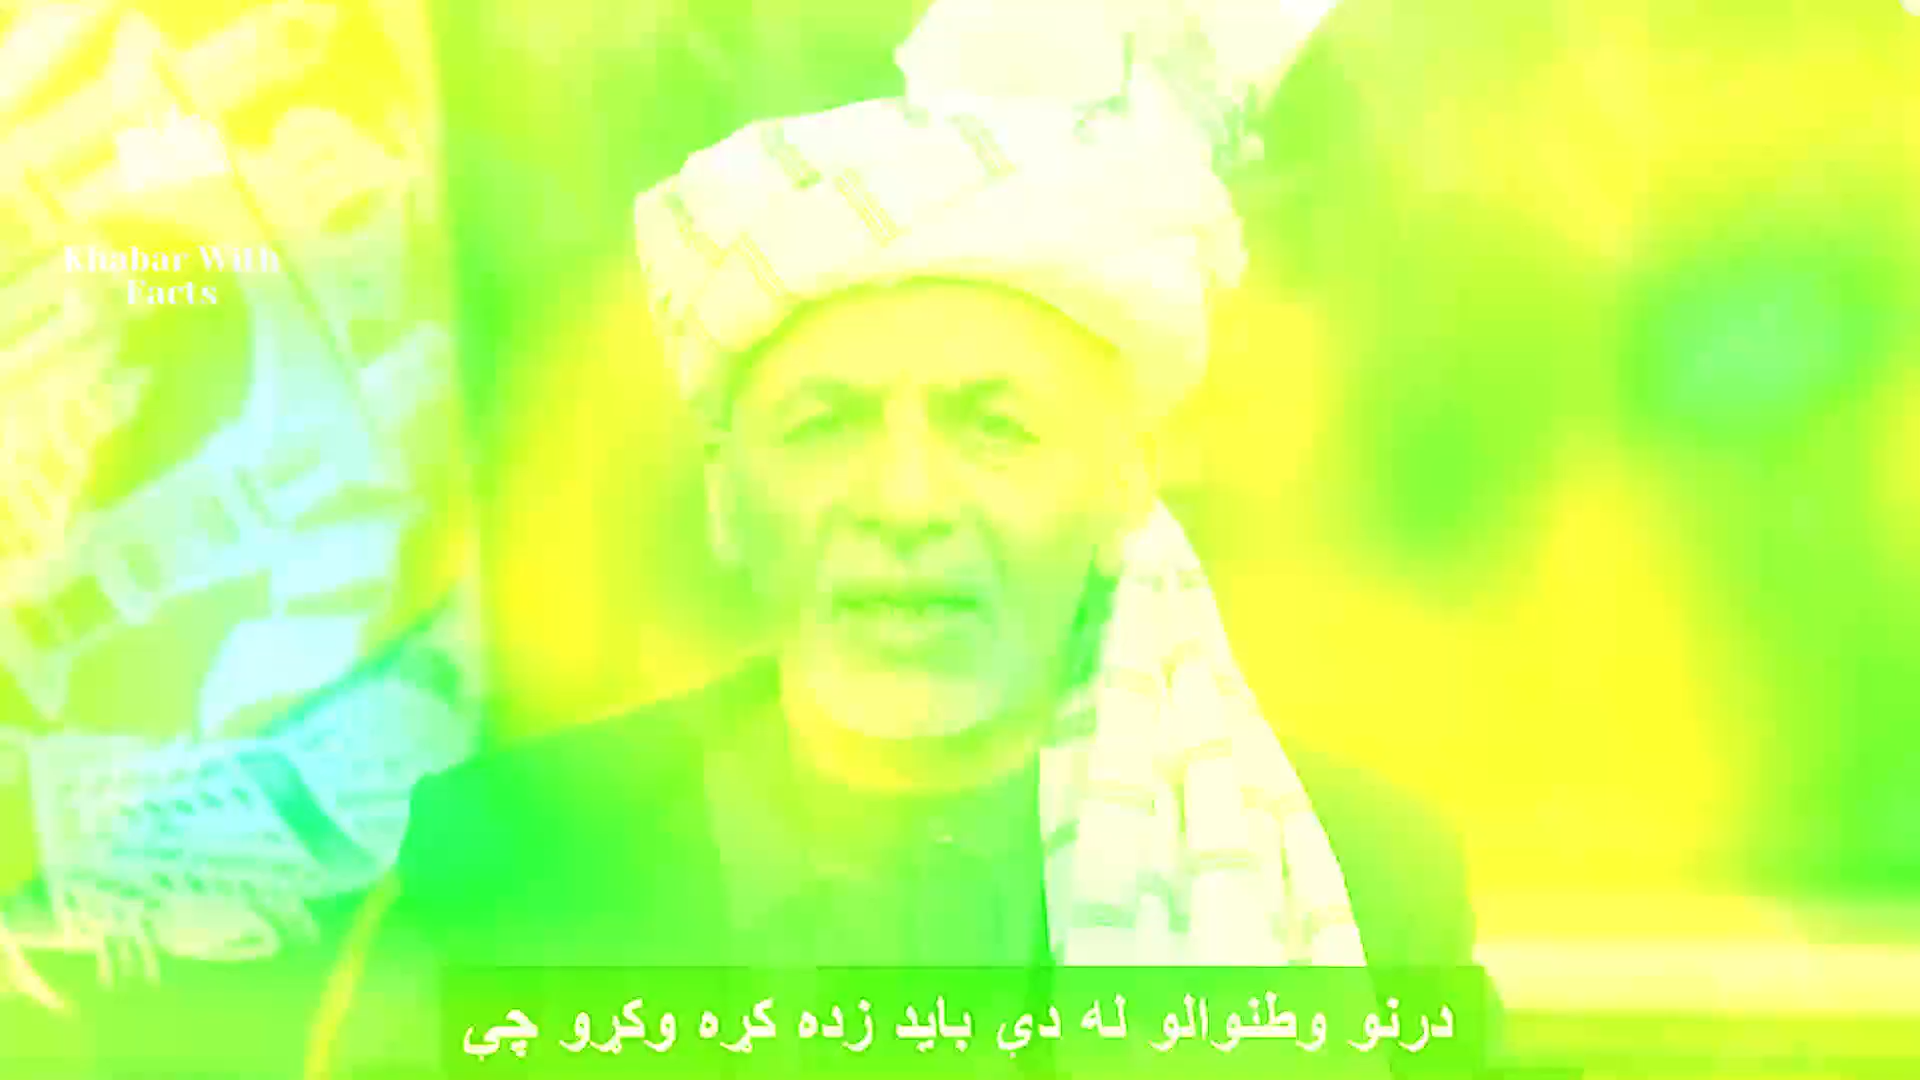 Khabar With
Facts
درنو وطنوالو له دې باید زده کړه وکړو چې